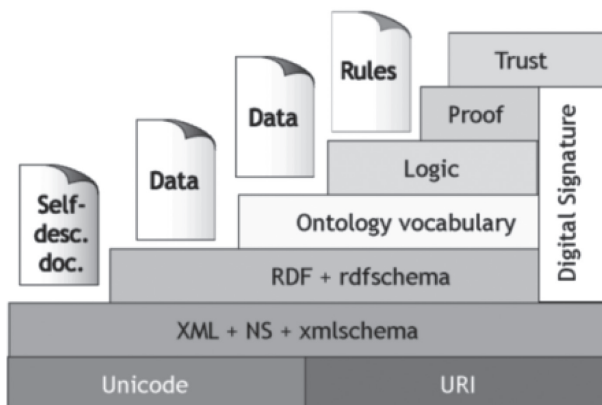 Trust
Rules
Proof
Data
Logic
Data
Self-
desc.
doc.
Ontology vocabulary
Digital Signature
RDF + rdfschema
XML + NS + xmlschema
Unicode
URI